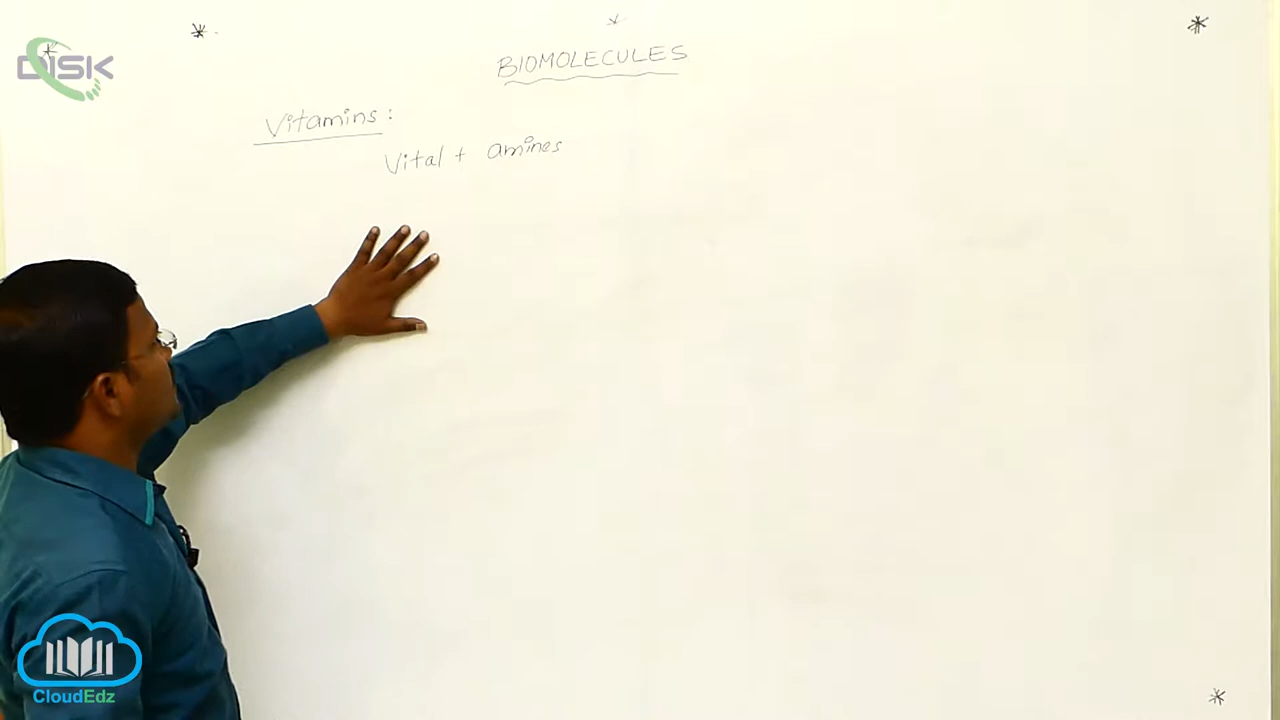 DISK
BIOMOLECULES
Vitamins :
Vital + amines
CloudEdz